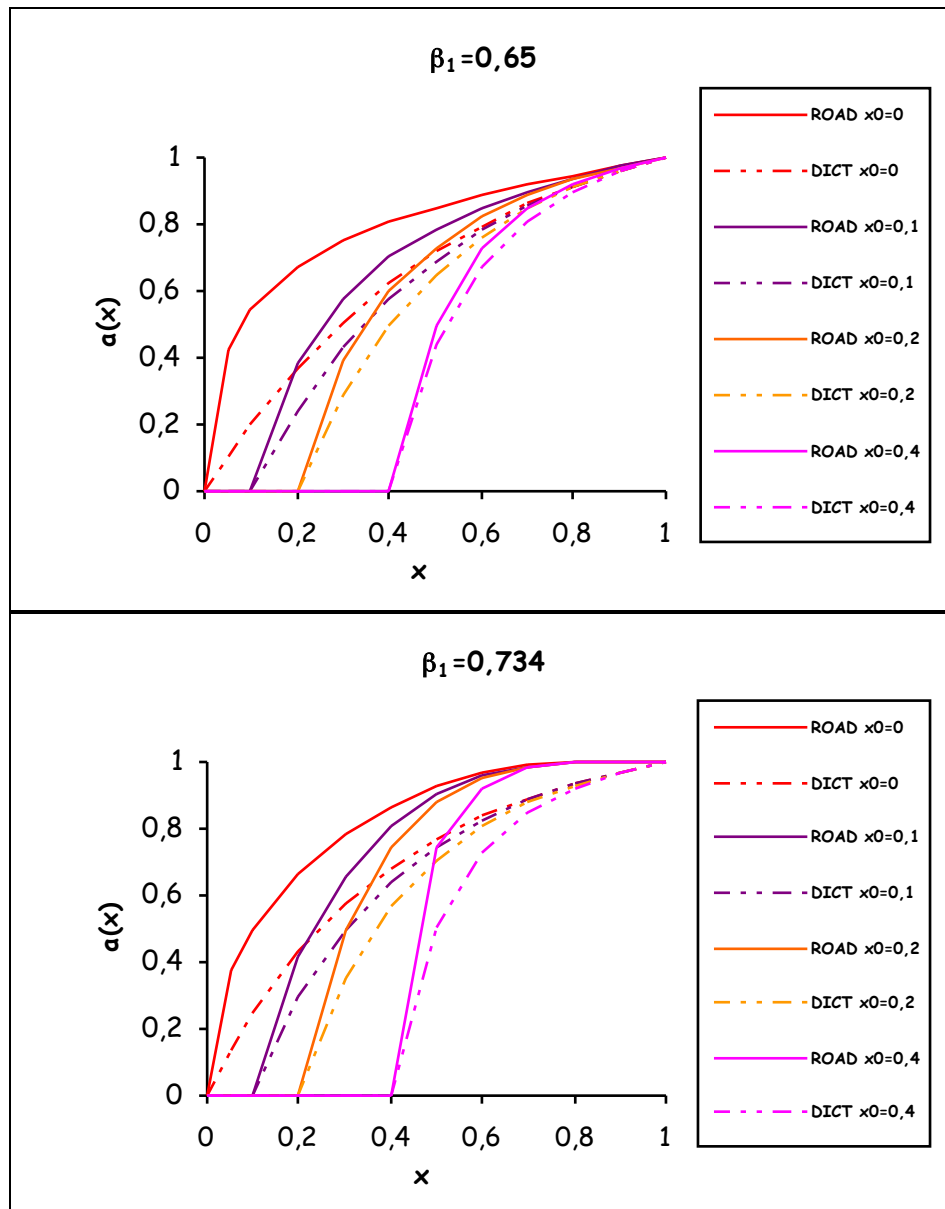 β₁=0,65
ROAD x0=0
DICT x0=0
ROAD x0=0,1
DICT x0=0,1
ROAD x0=0,2
DICT x0=0,2
ROAD x0=0,4
DICT x0=0,4
1
0,8
0,6
0,4
0,2
0
a(x)
0 0,2 0,4 0,6 0,8 1
x
β₁=0,734
ROAD x0=0
DICT x0=0
ROAD x0=0,1
DICT x0=0,1
ROAD x0=0,2
DICT x0=0,2
ROAD x0=0,4
DICT x0=0,4
1
0,8
0,6
0,4
0,2
0
a(x)
0 0,2 0,4 0,6 0,8 1
x